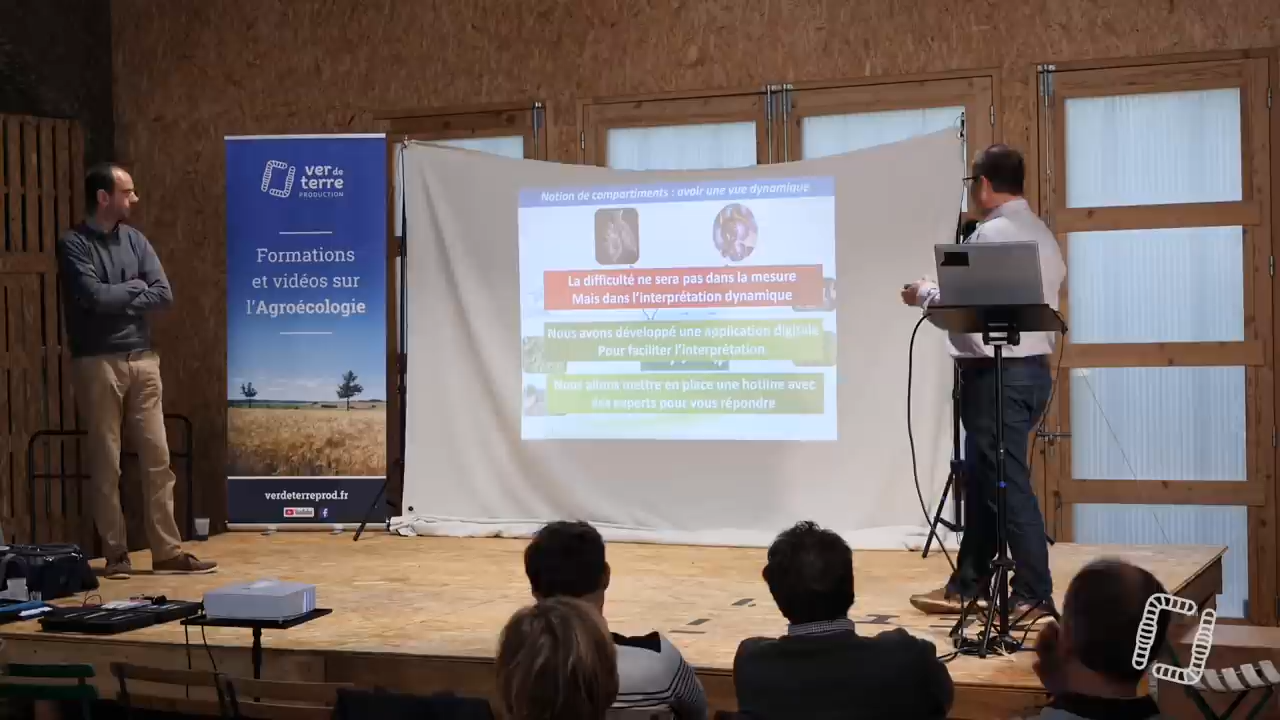 ver de
terre
PRODUCTION
Formations
et vidéos sur
l'Agroécologie
verdeterreprod.fr
YouTube
Notion de compartiments : avoir une vue dynamique
La difficulté ne sera pas dans la mesure
Mais dans l'interprétation dynamique
Nous avons développé une application digitale
Pour faciliter l'interprétation
Nous allons mettre en place une hotline avec
des experts pour vous répondre